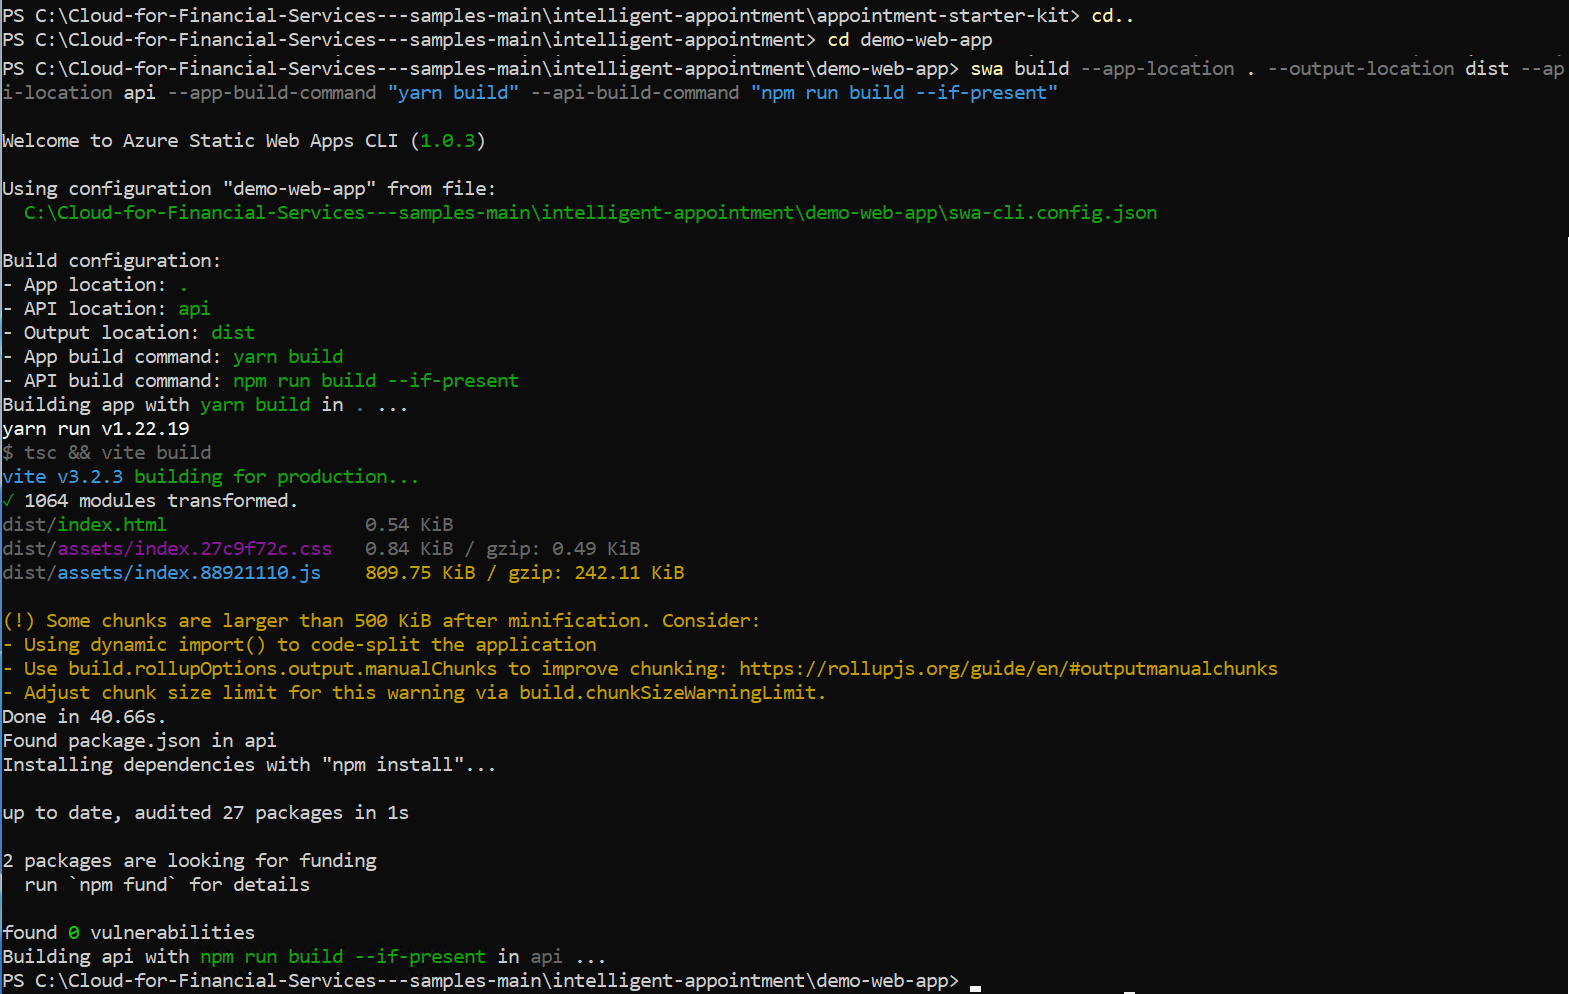 PS C:\Cloud-for-Financial-Services---samples-main\intelligent-appointment\appointment-starter-kit> cd..
PS C:\Cloud-for-Financial-Services---samples-main\intelligent-appointment> cd demo-web-app
PS C:\Cloud-for-Financial-Services---samples-main\intelligent-appointment\demo-web-app> swa build --app-location . --output-location dist --ap
i-location api --app-build-command "yarn build" --api-build-command "npm run build --if-present"
Welcome to Azure Static Web Apps CLI (1.0.3)
Using configuration "demo-web-app" from file:
C:\Cloud-for-Financial-Services---samples-main\intelligent-appointment\demo-web-app\swa-cli.config.json
Build configuration:
- App location: .
- API location: api
- Output location: dist
- App build command: yarn build
- API build command: npm run build --if-present
Building app with yarn build in . ...
yarn run v1.22.19
$ tsc && vite build
vite v3.2.3 building for production...
✓ 1064 modules transformed.
dist/index.html 0.54 KiB
dist/assets/index.27c9f72c.css 0.84 KiB / gzip: 0.49 KiB
dist/assets/index.88921110.js 809.75 KiB / gzip: 242.11 KiB
(!) Some chunks are larger than 500 KiB after minification. Consider:
- Using dynamic import() to code-split the application
- Use build.rollupOptions.output.manualChunks to improve chunking: https://rollupjs.org/guide/en/#outputmanualchunks
- Adjust chunk size limit for this warning via build.chunkSizeWarningLimit.
Done in 40.66s.
Found package.json in api
Installing dependencies with "npm install"...
up to date, audited 27 packages in 1s
2 packages are looking for funding
run `npm fund` for details
found 0 vulnerabilities
Building api with npm run build --if-present in api ...
PS C:\Cloud-for-Financial-Services---samples-main\intelligent-appointment\demo-web-app>